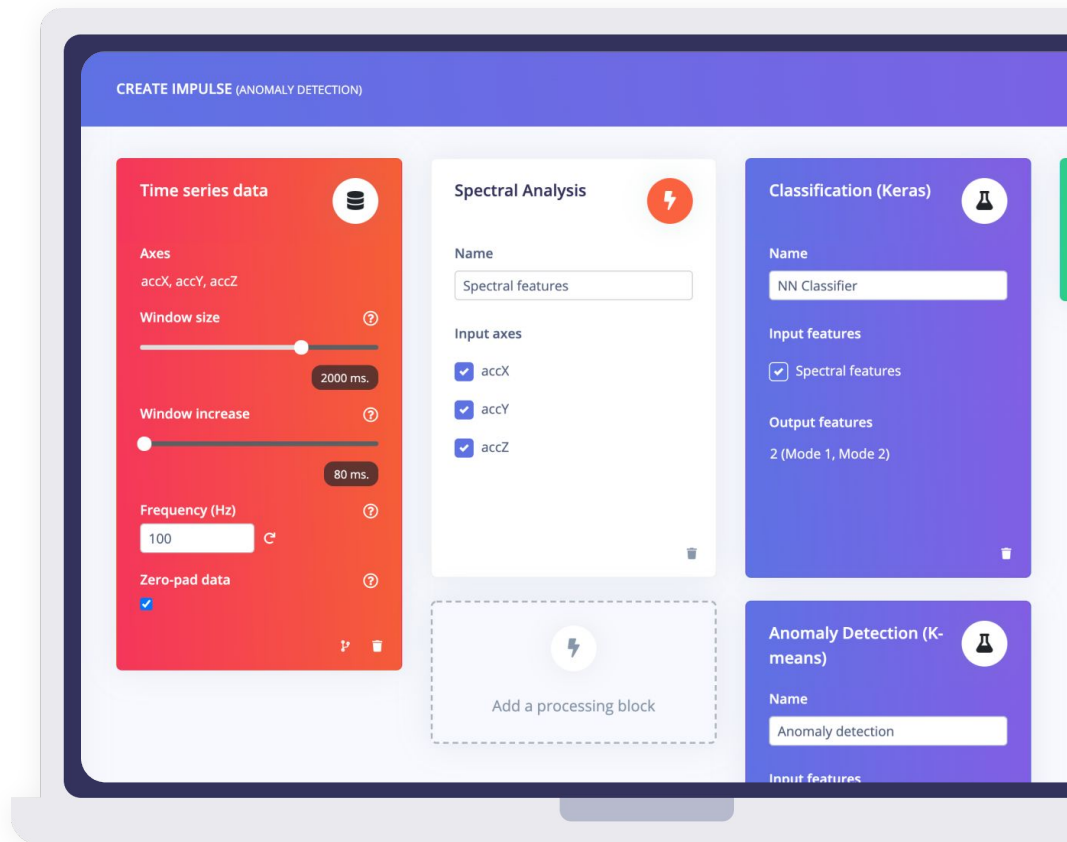 CREATE IMPULSE (ANOMALY DETECTION)
Time series data
Axes
accX, accY, accZ
Window size
2000 ms.
Window increase
80 ms.
Frequency (Hz)
100
Zero-pad data
Spectral Analysis
Name
Spectral features
Input axes
accX
accY
accZ
Add a processing block
Classification (Keras)
Name
NN Classifier
Input features
Spectral features
Output features
2 (Mode 1, Mode 2)
Anomaly Detection (K-
means)
Name
Anomaly detection
Input features